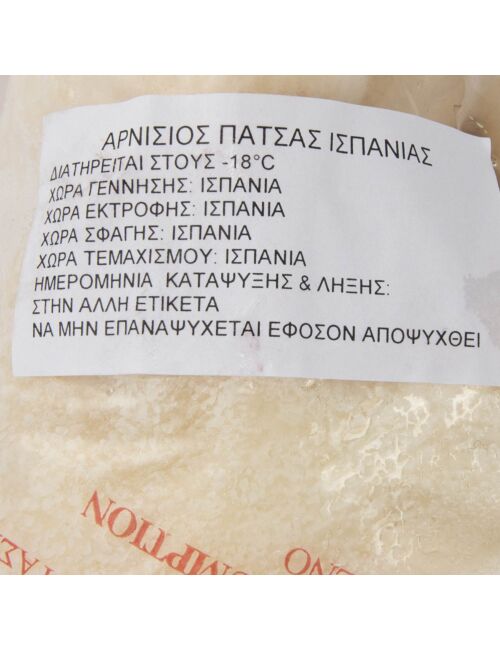 ΑΡΝΙΣΙΟΣ ΠΑΤΣΑΣ ΙΣΠΑΝΙΑΣ
ΔΙΑΤΗΡΕΙΤΑΙ ΣΤΟΥΣ -18°C
ΧΩΡΑ ΓΕΝΝΗΣΗΣ: ΙΣΠΑΝΙΑ
ΧΩΡΑ ΕΚΤΡΟΦΗΣ: ΙΣΠΑΝΙΑ
ΧΩΡΑ ΣΦΑΓΗΣ: ΙΣΠΑΝΙΑ
ΧΩΡΑ ΤΕΜΑΧΙΣΜΟΥ: ΙΣΠΑΝΙΑ
ΗΜΕΡΟΜΗΝΙΑ ΚΑΤΑΨΥΞΗΣ & ΛΗΞΗΣ:
ΣΤΗΝ ΑΛΛΗ ΕΤΙΚΕΤΑ
ΝΑ ΜΗΝ ΕΠΑΝΑΨΥΧΕΤΑΙ ΕΦΟΣΟΝ ΑΠΟΨΥΧΘΕΙ